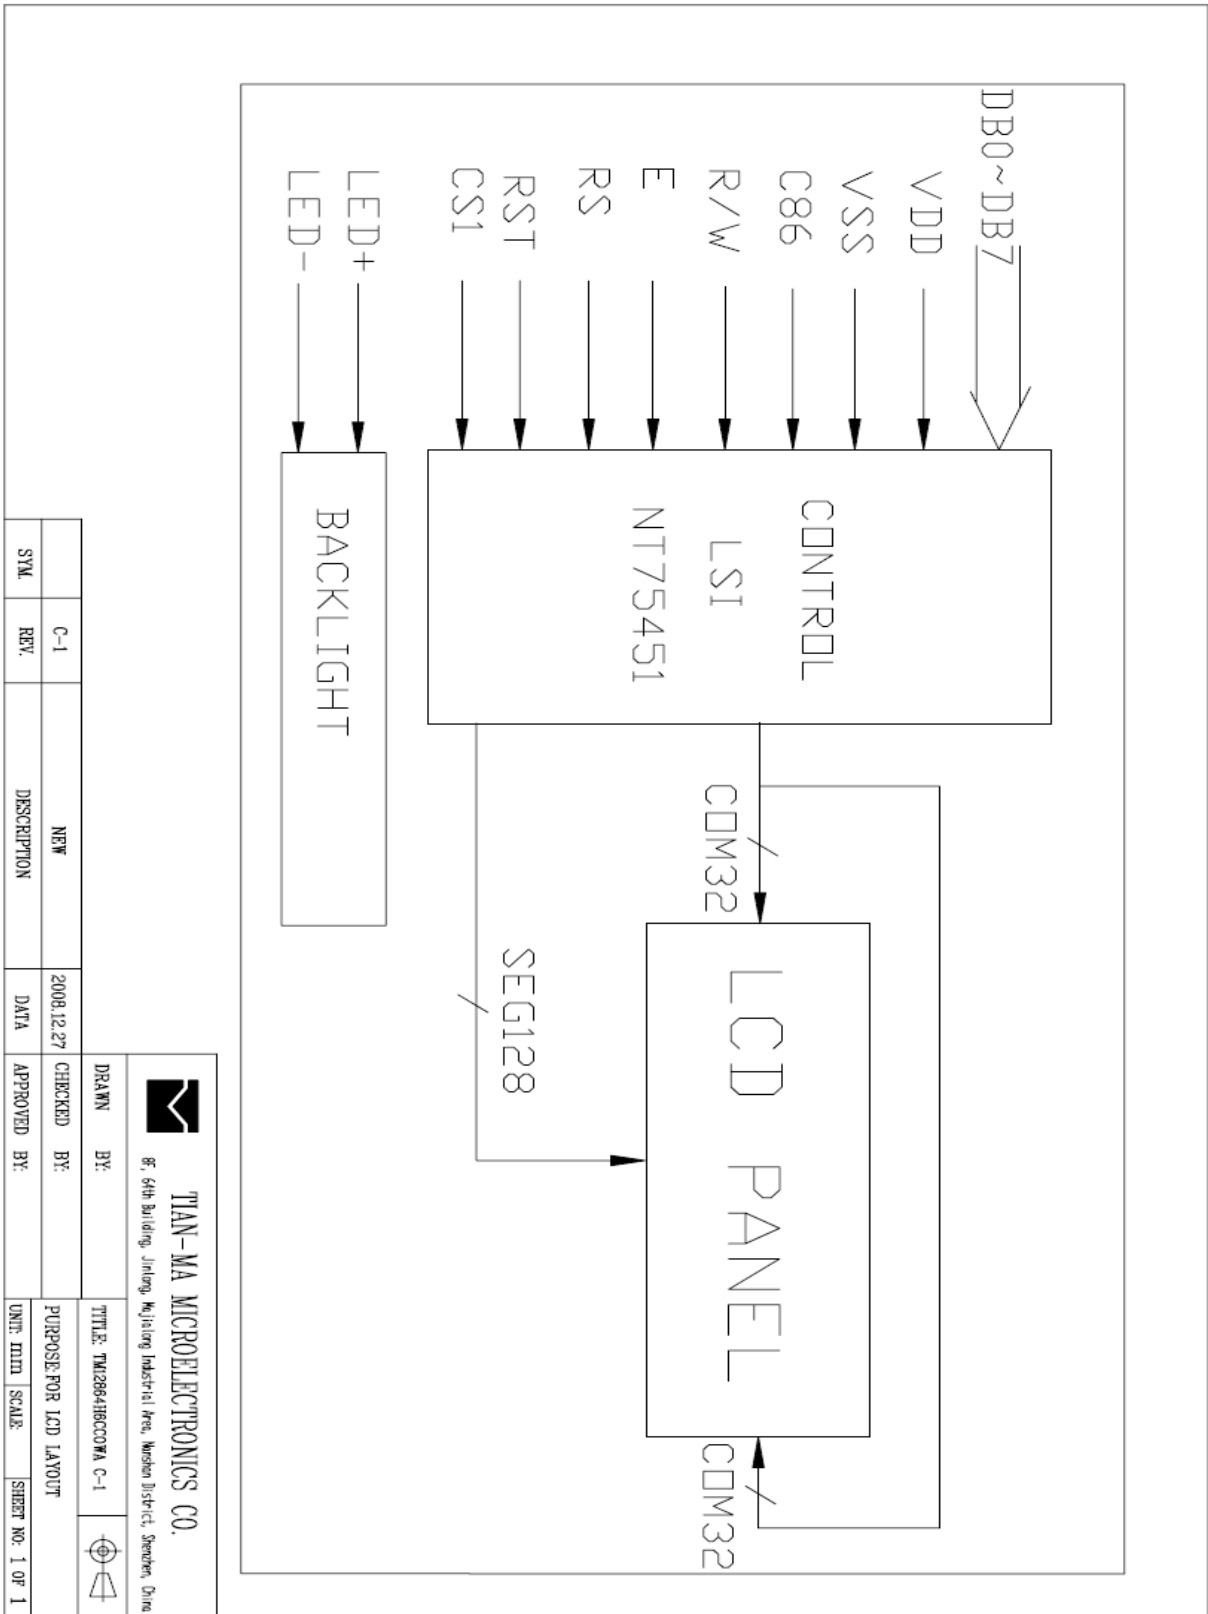 DB0~DB7
VDD
VSS
C86
R/W
E
RS
RST
CS1
LED+
LED-
CONTROL
LSI
NT75451
BACKLIGHT
COM32
SEG128
LCD PANEL
COM32
TIAN-MA MICROELECTRONICS CO.
8F, 64th Building, Jinlong, Majialong Industrial Area, Nanshan District, Shenzhen, China
DRAWN BY:
TITLE: TM12864H6CCOWA C-1
C-1 NEW 2008.12.27 CHECKED BY:
PURPOSE:FOR LCD LAYOUT
SYM. REV. DESCRIPTION DATA APPROVED BY:
UNIT: mm SCALE: SHEET NO: 1 OF 1